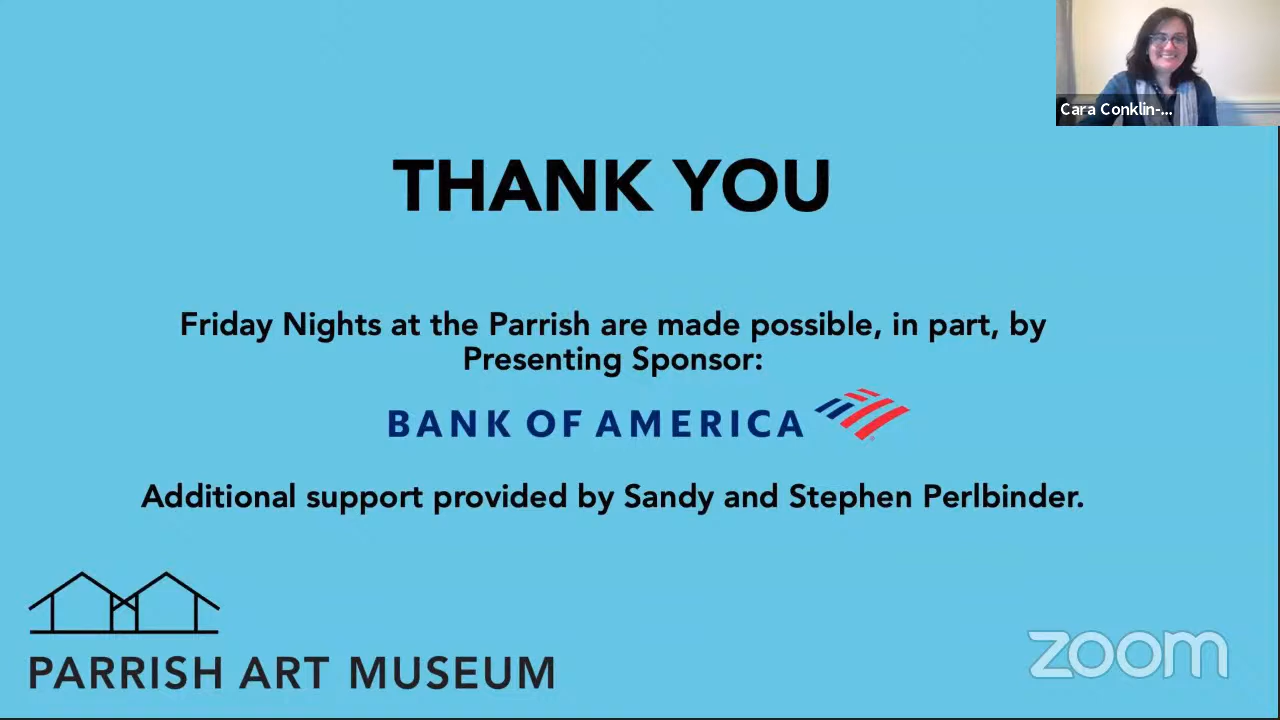 Cara Conklin-...
THANK YOU
Friday Nights at the Parrish are made possible, in part, by
Presenting Sponsor:
BANK OF AMERICA
Additional support provided by Sandy and Stephen Perlbinder.
PARRISH ART MUSEUM
zoom